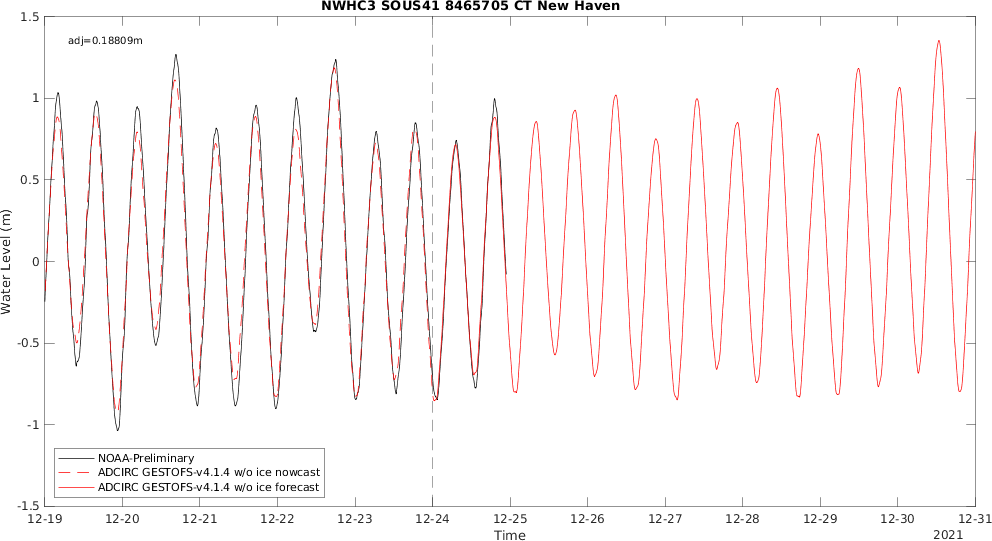 NWHC3 SOUS41 8465705 CT New Haven
adj=0.18809m
1.5
1
0.5
0
-0.5
-1
-1.5
Water Level (m)
NOAA-Preliminary
ADCIRC GESTOFS-v4.1.4 w/o ice nowcast
ADCIRC GESTOFS-v4.1.4 w/o ice forecast
12-19 12-20 12-21 12-22 12-23 12-24 12-25 12-26 12-27 12-28 12-29 12-30 12-31
Time
2021